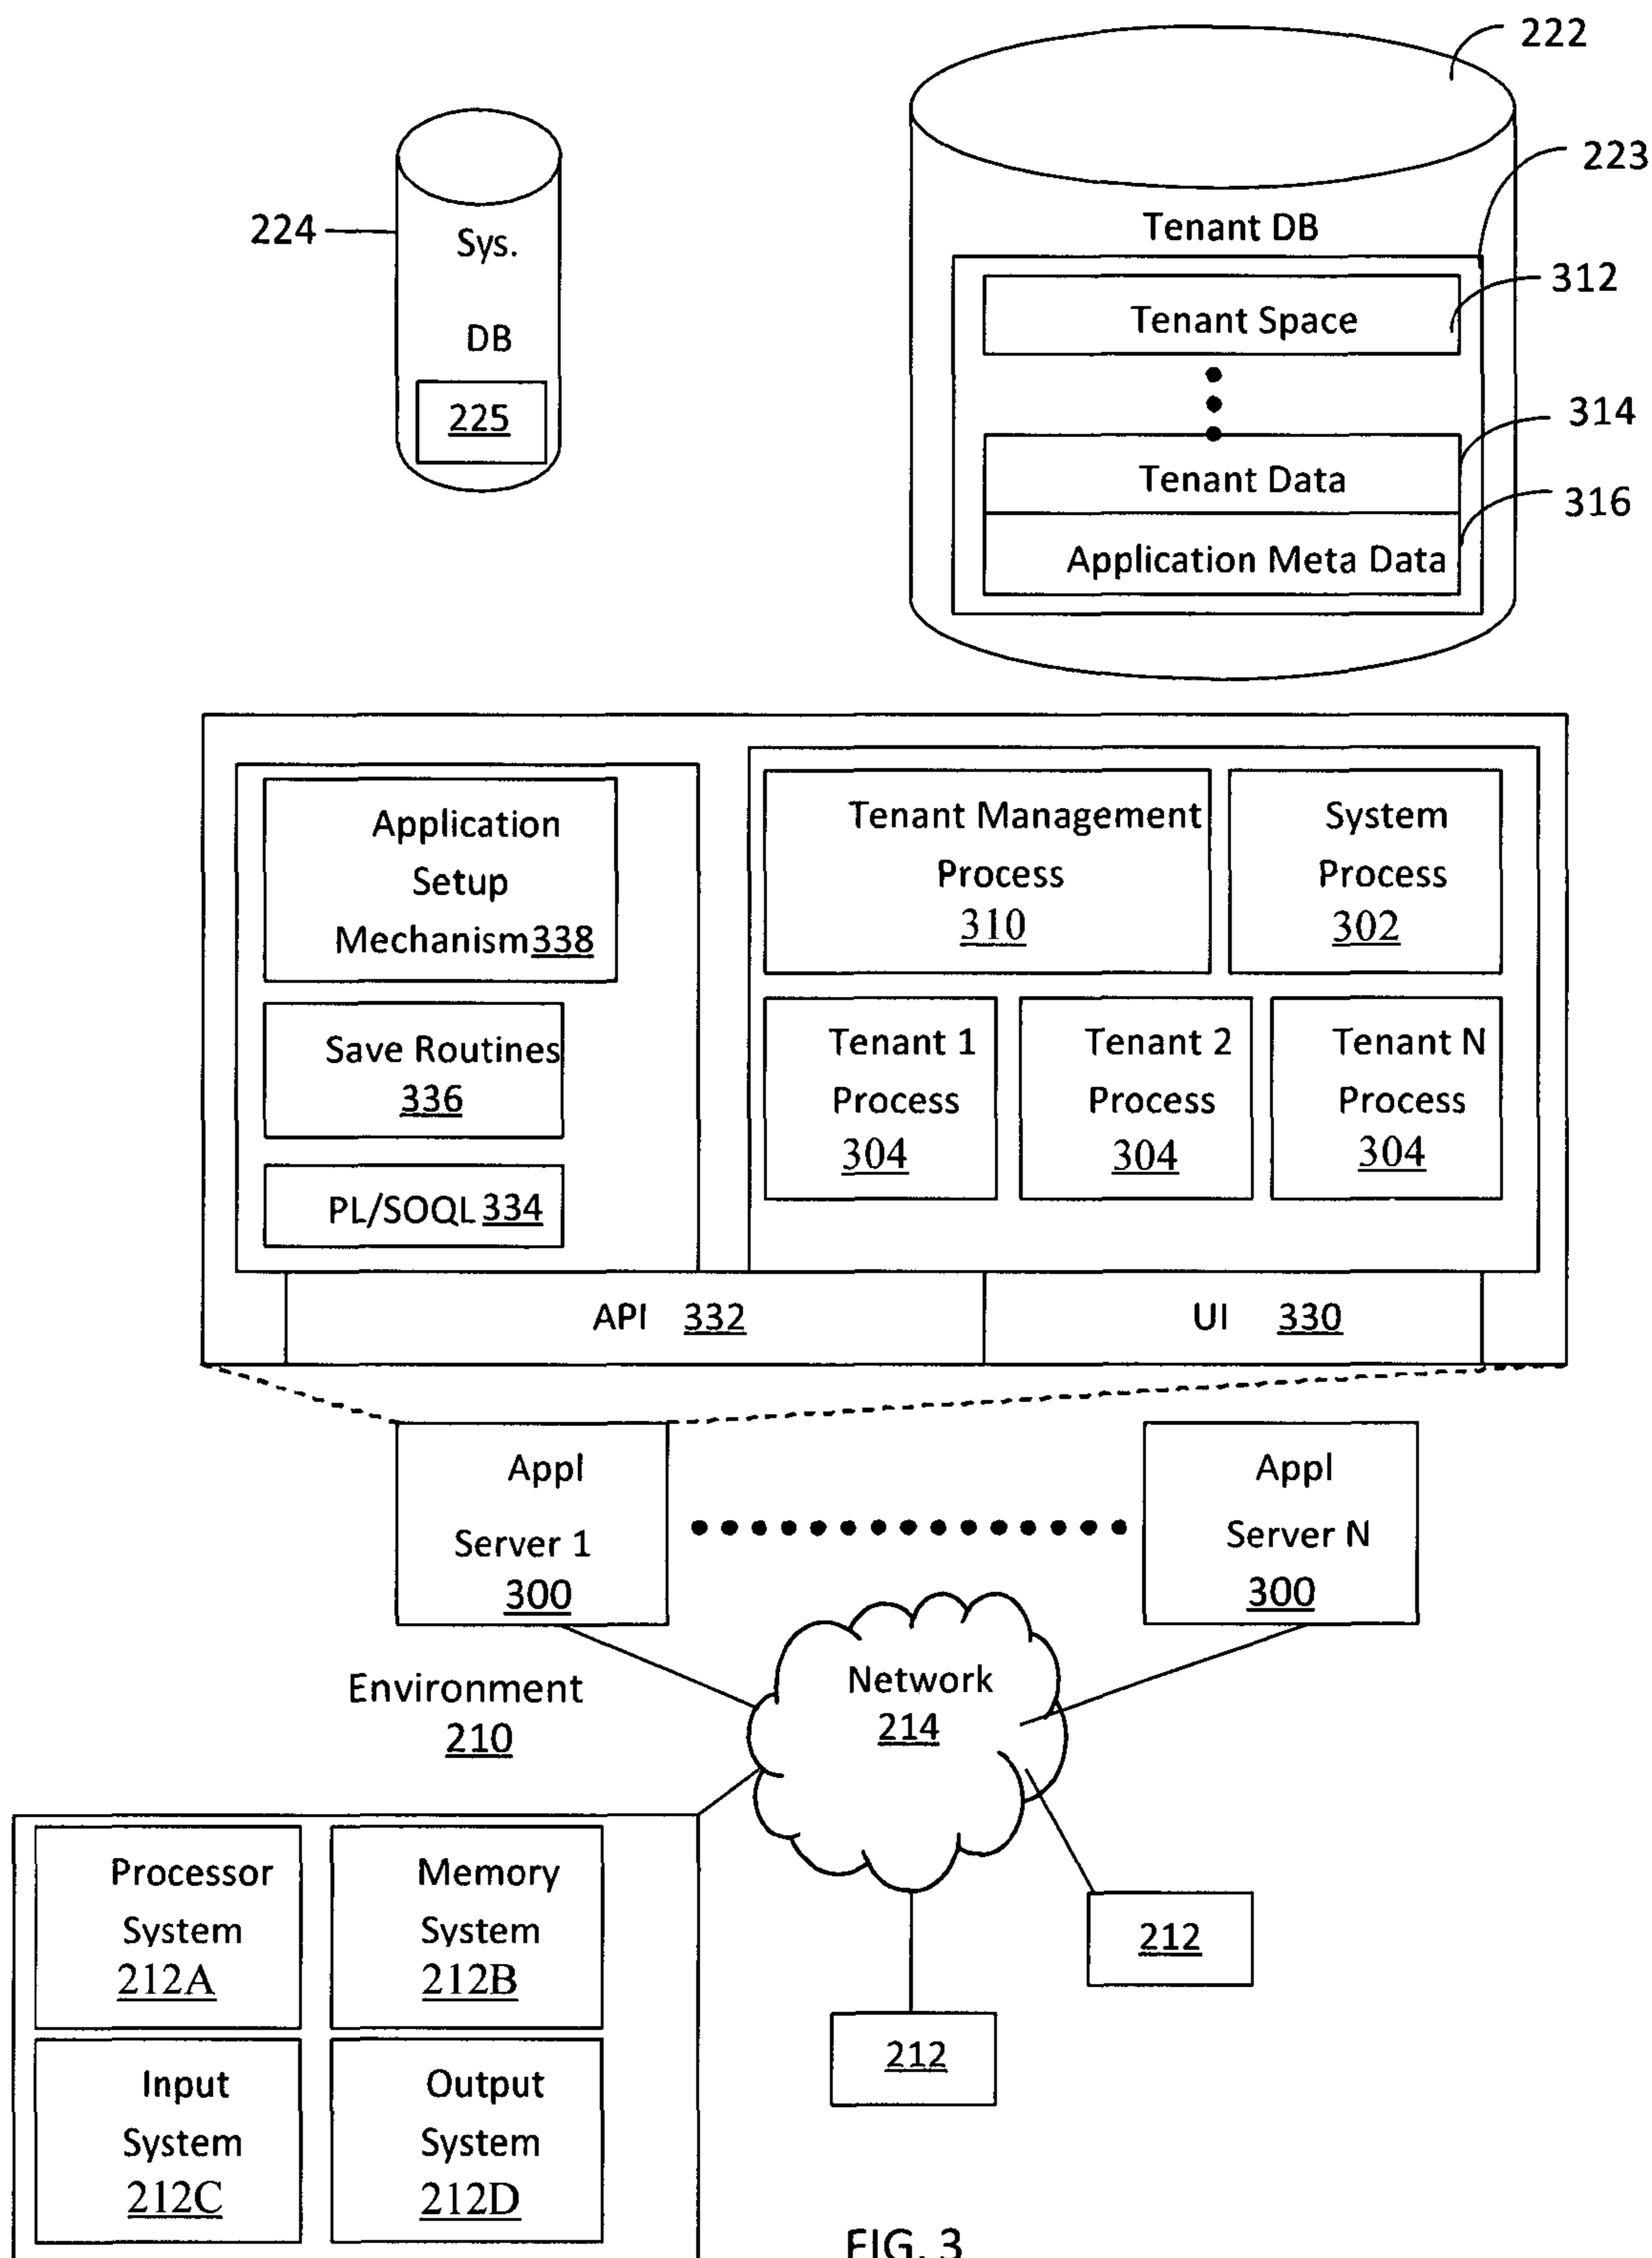 222
223
224
Sys.
DB
225
Tenant DB
312
Tenant Space
314
Tenant Data
316
Application Meta Data
Application
Setup
Mechanism338
Save Routines
336
PL/SOQL 334
Tenant Management
Process
310
System
Process
302
Tenant 1
Process
304
Tenant 2
Process
304
Tenant N
Process
304
API 332
UI 330
Appl
Server 1
300
Appl
Server N
300
Environment
210
Network
214
Processor
System
212A
Memory
System
212B
Input
System
212C
Output
System
212D
212
212
FIG. 3